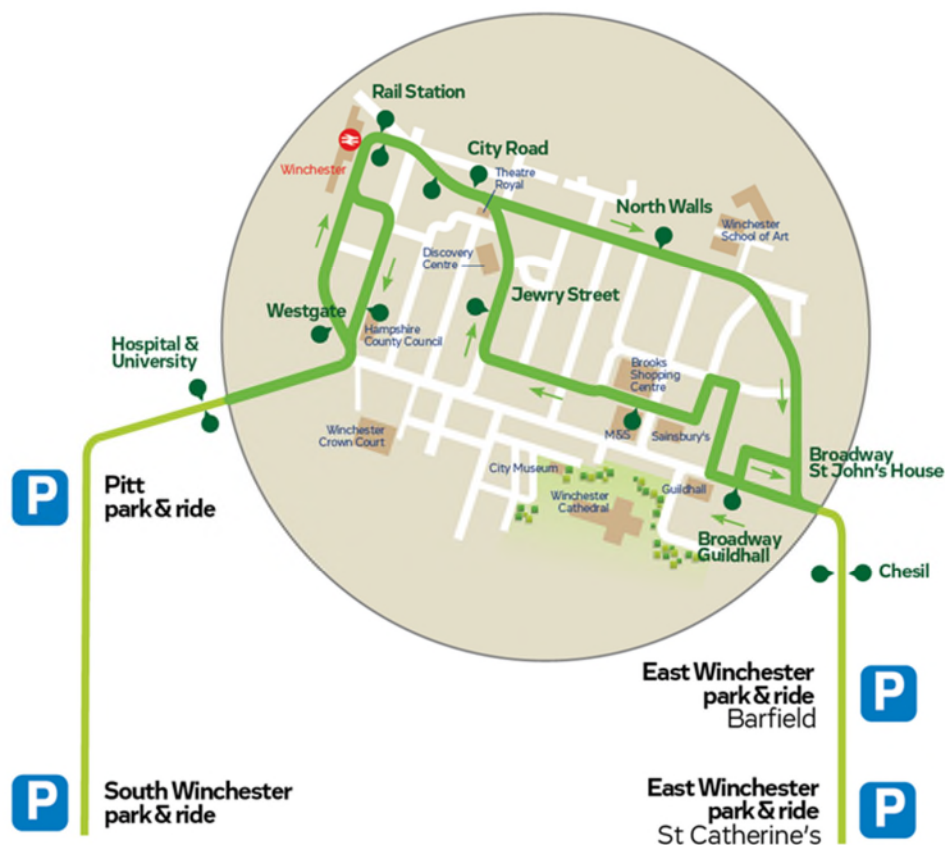 Rail Station
Winchester
City Road
Theatre
Royal
North Walls
Winchester
School of Art
Discovery
Centre
Jewry Street
Westgate
Hampshire
County Council
Hospital &
University
Brooks
Shopping
Centre
M&S
Sainsbury's
Winchester
Crown Court
City Museum
Winchester
Cathedral
Guildhall
Broadway
St John's House
Broadway
Guildhall
P
Pitt
park & ride
Chesil
East Winchester
park & ride
Barfield
P
P
South Winchester
park & ride
East Winchester
park & ride
St Catherine's
P